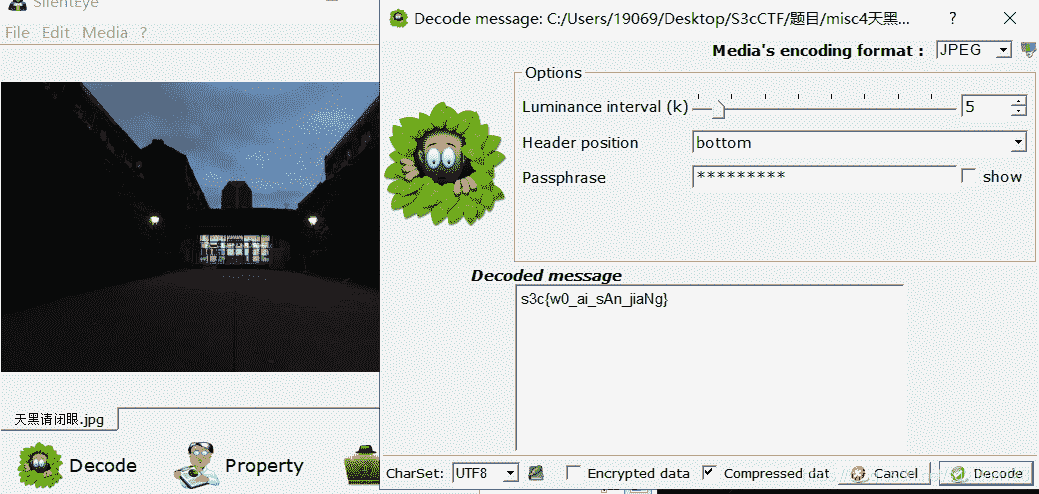 SilentEye
File Edit Media ?
天黑请闭眼.jpg
Decode Property
Decode message: C:/Users/19069/Desktop/S3cCTF/题目/misc4天黑... ?
Media's encoding format : JPEG
Options
Luminance interval (k) 5
Header position bottom
Passphrase ********* show
Decoded message
s3c{w0_ai_sAn_jiaNg}
CharSet: UTF8 Encrypted data Compressed dat Cancel Decode